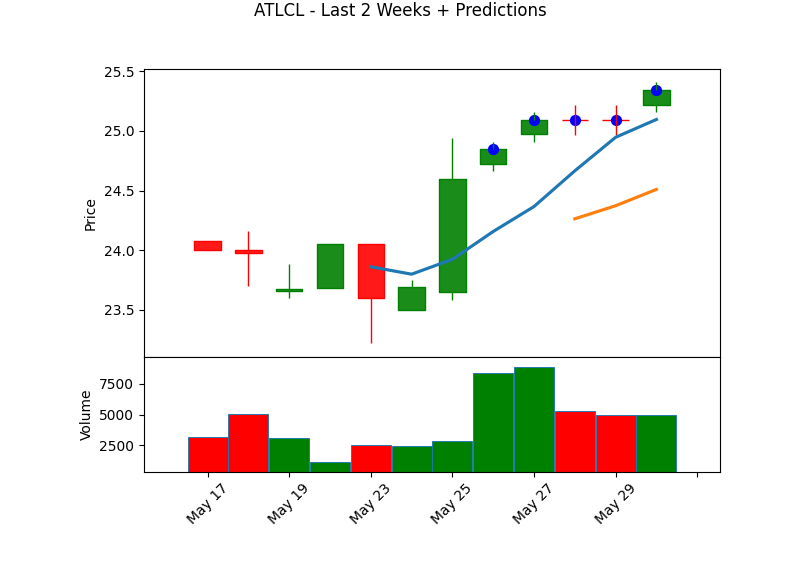 ATLCL - Last 2 Weeks + Predictions
25.5
25.0
24.5
24.0
23.5
Price
7500
5000
2500
Volume
May 17
May 19
May 23
May 25
May 27
May 29